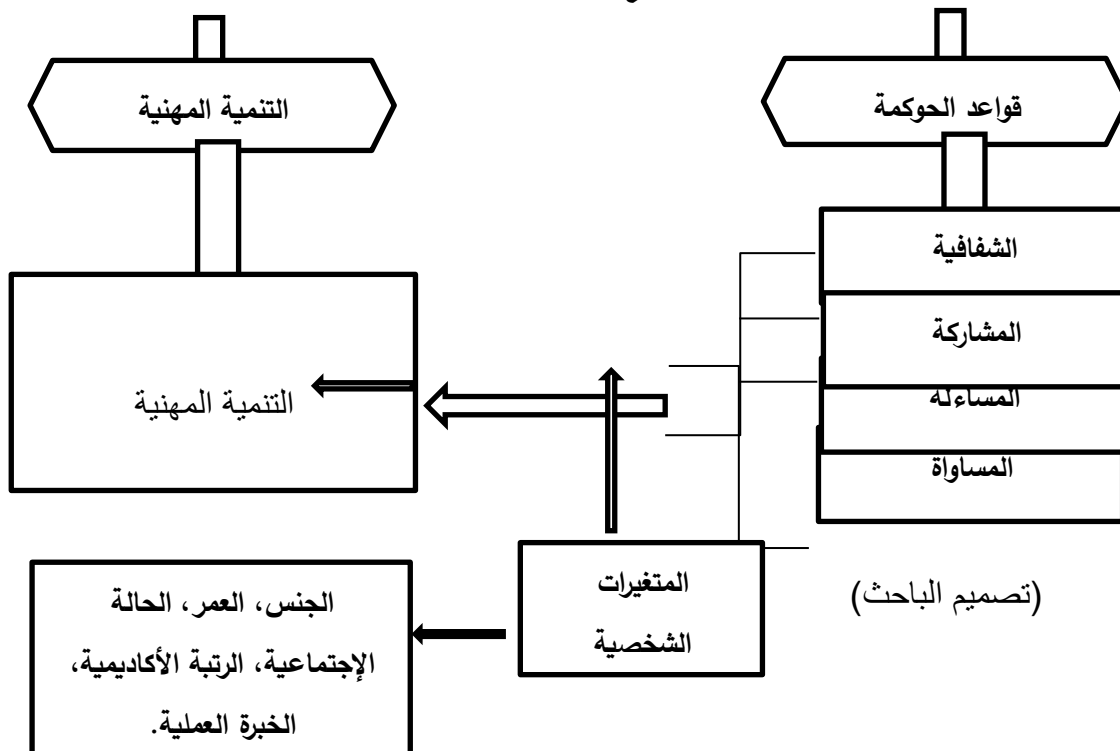 قواعد الحوكمة
التنمية المهنية
الشفافية
المشاركة
المساءلة
المساواة
التنمية المهنية
المتغيرات
الشخصية
(تصميم الباحث)
الجنس، العمر، الحالة
الإجتماعية، الرتبة الأكاديمية،
الخبرة العملية.